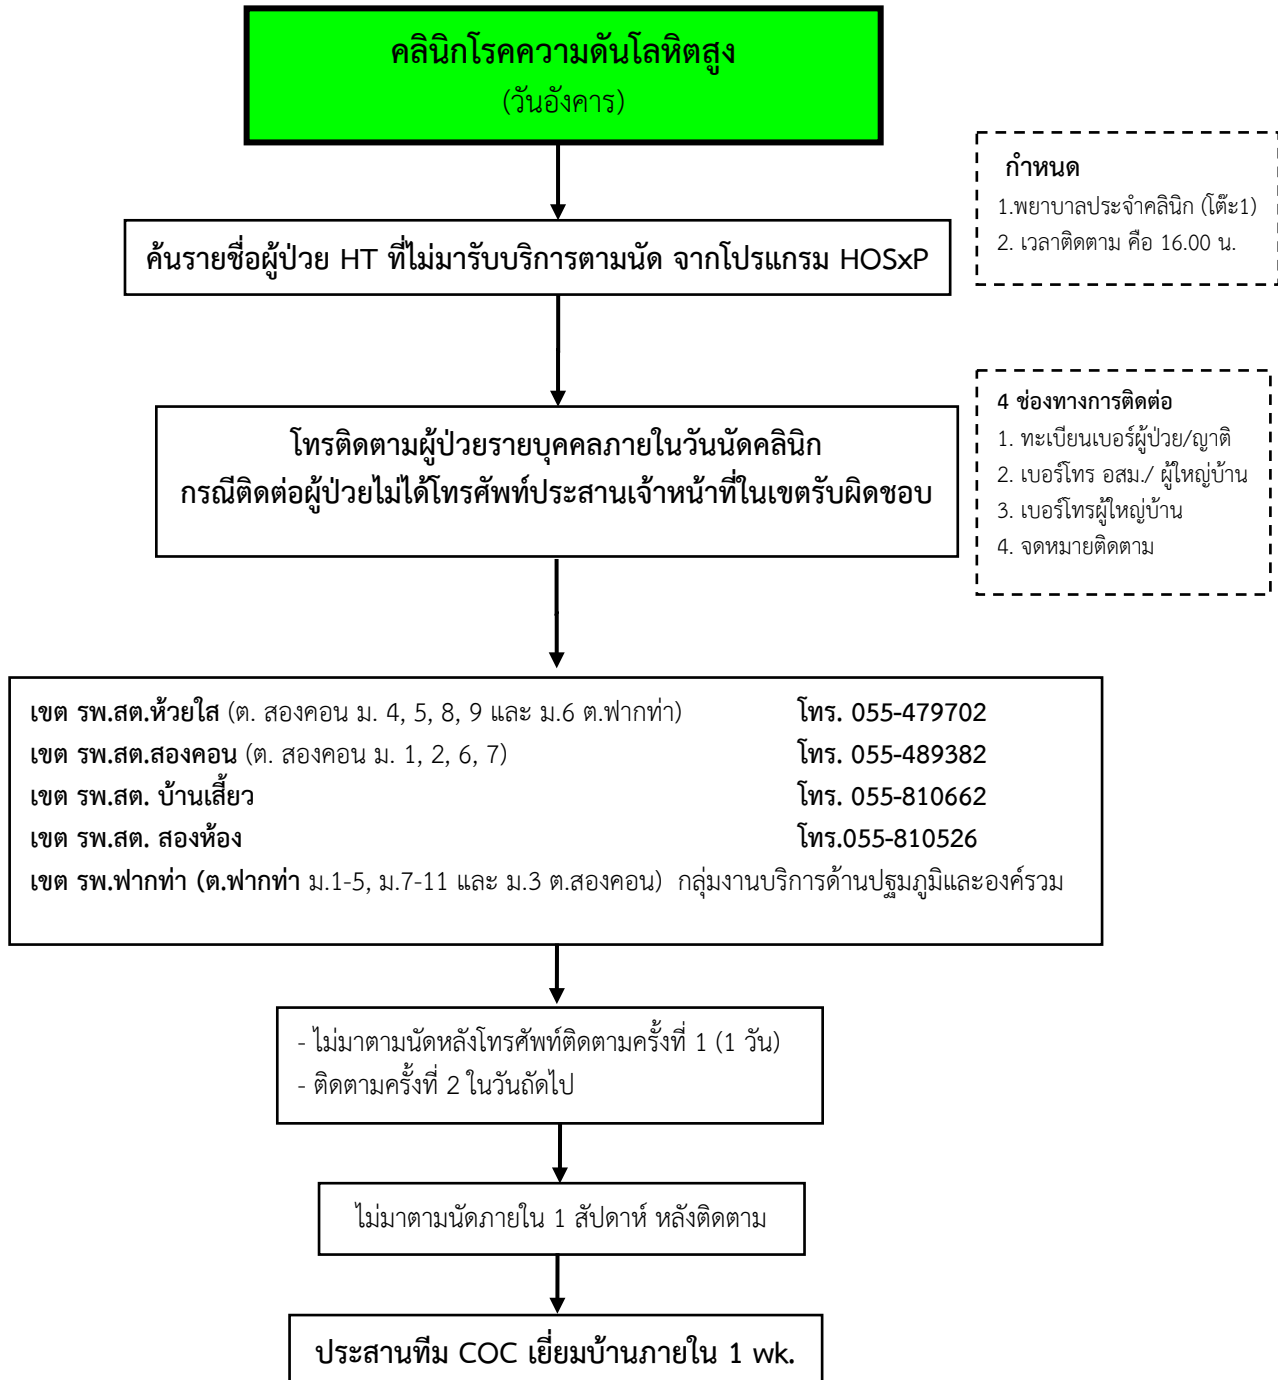 คลินิกโรคความดันโลหิตสูง
(วันอังคาร)
กำหนด
1.พยาบาลประจำคลินิก (โต๊ะ1)
2. เวลาติดตาม คือ 16.00 น.
ค้นรายชื่อผู้ป่วย HT ที่ไม่มารับบริการตามนัด จากโปรแกรม HOSxP
4 ช่องทางการติดต่อ
1. ทะเบียนเบอร์ผู้ป่วย/ญาติ
2. เบอร์โทร อสม./ ผู้ใหญ่บ้าน
3. เบอร์โทรผู้ใหญ่บ้าน
4. จดหมายติดตาม
โทรติดตามผู้ป่วยรายบุคคลภายในวันนัดคลินิก
กรณีติดต่อผู้ป่วยไม่ได้โทรศัพท์ประสานเจ้าหน้าที่ในเขตรับผิดชอบ
เขต รพ.สต.ห้วยใส (ต. สองคอน ม. 4, 5, 8, 9 และ ม.6 ต.ฟากท่า) โทร. 055-479702
เขต รพ.สต.สองคอน (ต. สองคอน ม. 1, 2, 6, 7) โทร. 055-489382
เขต รพ.สต. บ้านเสี้ยว โทร. 055-810662
เขต รพ.สต. สองห้อง โทร.055-810526
เขต รพ.ฟากท่า (ต.ฟากท่า ม.1-5, ม.7-11 และ ม.3 ต.สองคอน) กลุ่มงานบริการด้านปฐมภูมิและองค์รวม
- ไม่มาตามนัดหลังโทรศัพท์ติดตามครั้งที่ 1 (1 วัน)
- ติดตามครั้งที่ 2 ในวันถัดไป
ไม่มาตามนัดภายใน 1 สัปดาห์ หลังติดตาม
ประสานทีม COC เยี่ยมบ้านภายใน 1 wk.